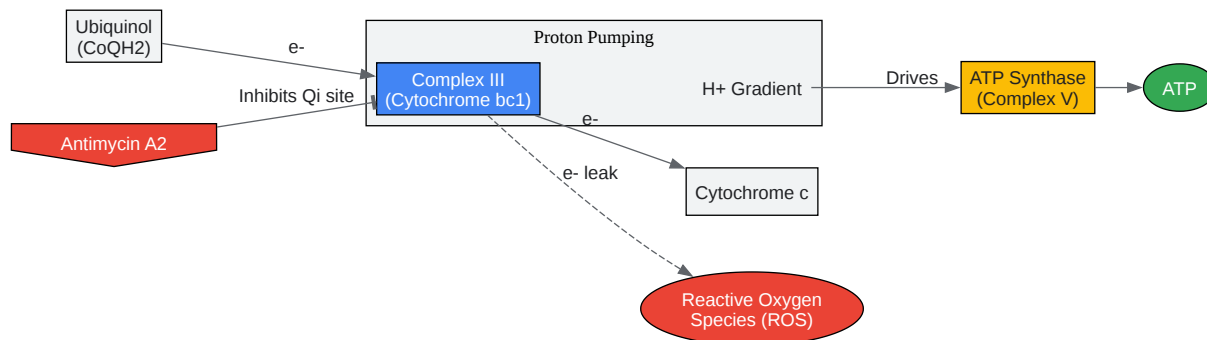 Ubiquinol
(CoQH2)
e-
Proton Pumping
Complex III
(Cytochrome bc1)
Inhibits Qi site
Antimycin A2
H+ Gradient
Drives
ATP Synthase
(Complex V)
ATP
e-
e- leak
Cytochrome c
Reactive Oxygen
Species (ROS)